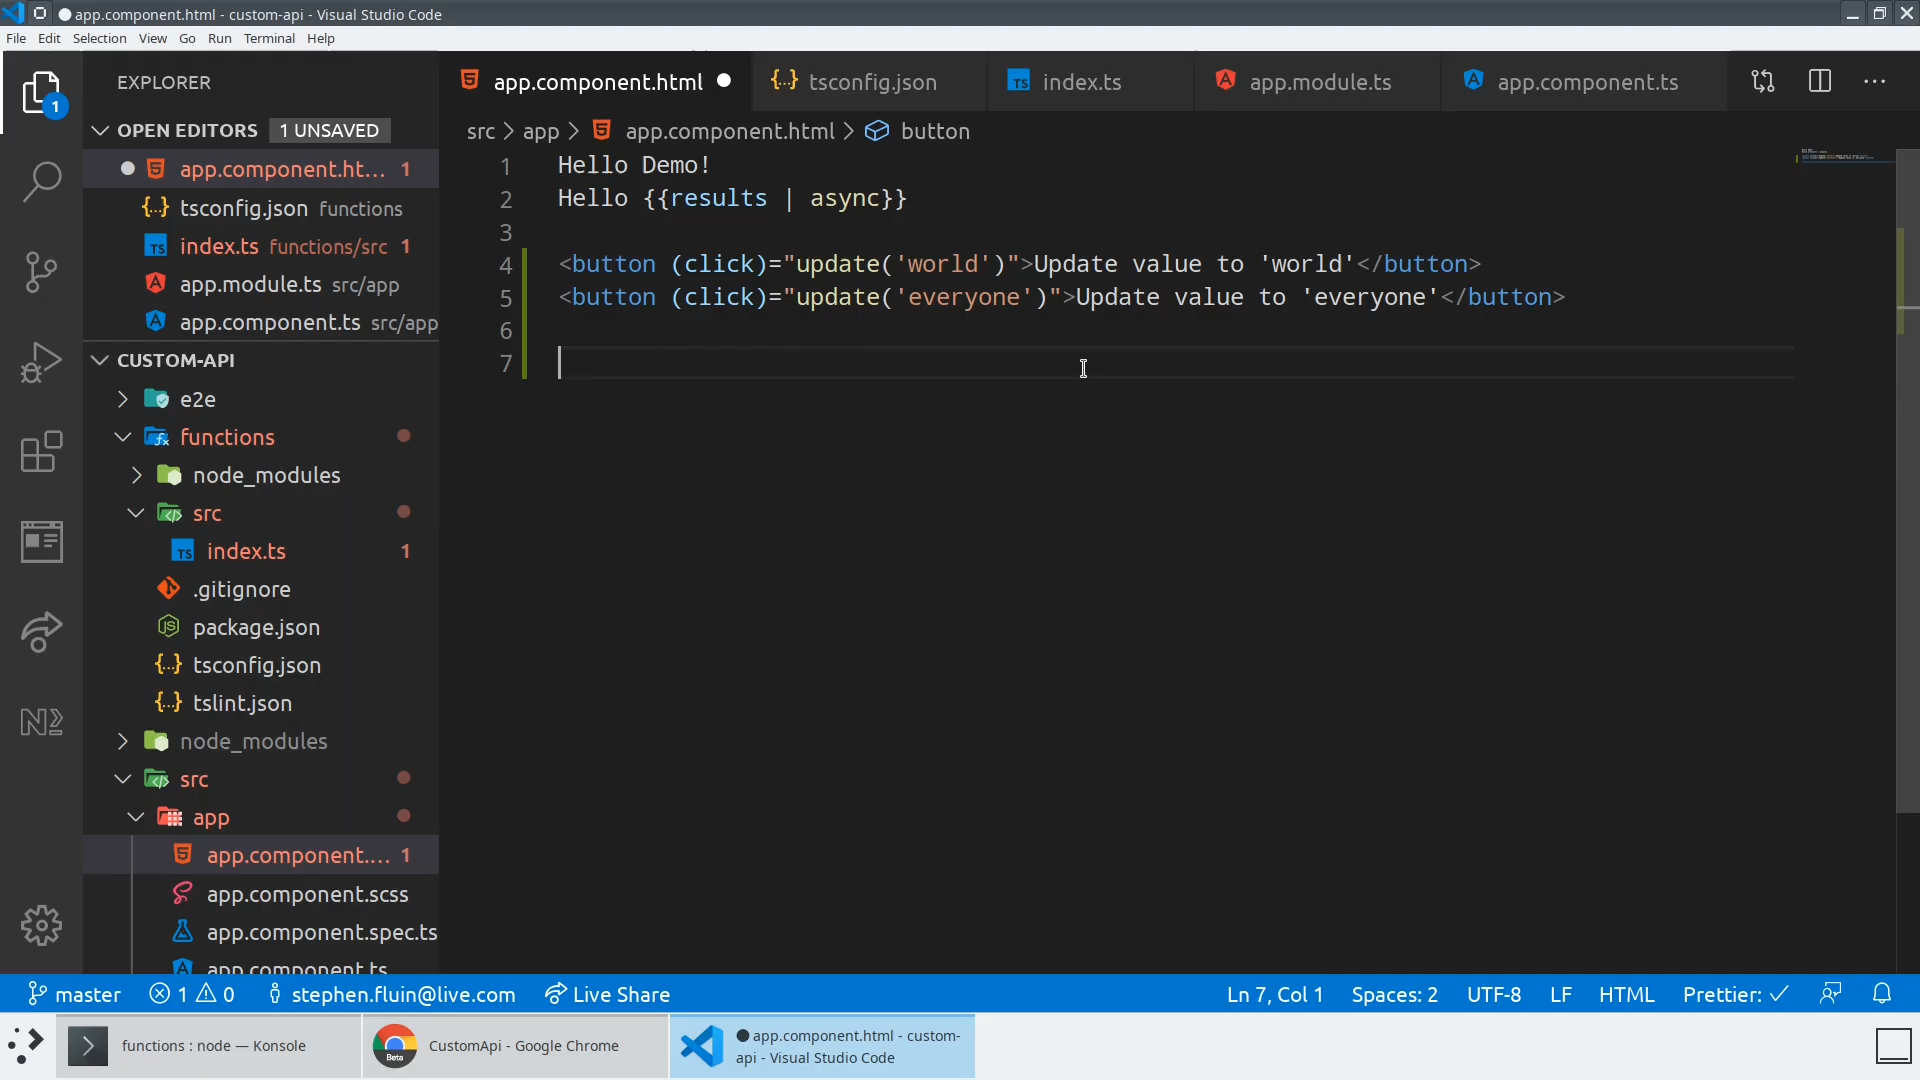 app.component.html - custom-api - Visual Studio Code
File Edit Selection View Go Run Terminal Help
EXPLORER
1
OPEN EDITORS 1 UNSAVED
app.component.ht... 1
tsconfig.json functions
TS index.ts functions/src 1
app.module.ts src/app
app.component.ts src/app
CUSTOM-API
e2e
functions
node_modules
src
TS index.ts 1
.gitignore
package.json
tsconfig.json
tslint.json
node_modules
src
app
app.component.... 1
app.component.scss
app.component.spec.ts
app.component.ts
app.component.html
tsconfig.json
TS index.ts
app.module.ts
app.component.ts
src > app > app.component.html > button
1 Hello Demo!
2 Hello {{results | async}}
3
4 <button (click)="update('world')">Update value to 'world'</button>
5 <button (click)="update('everyone')">Update value to 'everyone'</button>
6
7
master 1 0 stephen.fluin@live.com Live Share
Ln 7, Col 1 Spaces: 2 UTF-8 LF HTML Prettier: ✓
functions : node — Konsole
Beta
CustomApi - Google Chrome
app.component.html - custom-
api - Visual Studio Code